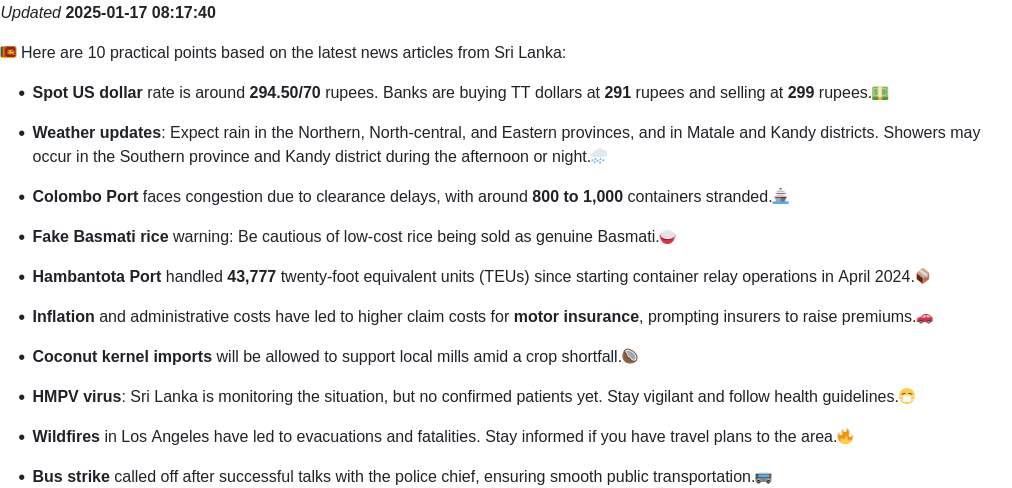 Updated 2025-01-17 08:17:40
🇱🇰 Here are 10 practical points based on the latest news articles from Sri Lanka:
• Spot US dollar rate is around 294.50/70 rupees. Banks are buying TT dollars at 291 rupees and selling at 299 rupees.💵
• Weather updates: Expect rain in the Northern, North-central, and Eastern provinces, and in Matale and Kandy districts. Showers may
occur in the Southern province and Kandy district during the afternoon or night.🌧️
• Colombo Port faces congestion due to clearance delays, with around 800 to 1,000 containers stranded.🚢
• Fake Basmati rice warning: Be cautious of low-cost rice being sold as genuine Basmati.🍚
• Hambantota Port handled 43,777 twenty-foot equivalent units (TEUs) since starting container relay operations in April 2024.📦
• Inflation and administrative costs have led to higher claim costs for motor insurance, prompting insurers to raise premiums.🚗
• Coconut kernel imports will be allowed to support local mills amid a crop shortfall.🥥
• HMPV virus: Sri Lanka is monitoring the situation, but no confirmed patients yet. Stay vigilant and follow health guidelines.😷
• Wildfires in Los Angeles have led to evacuations and fatalities. Stay informed if you have travel plans to the area.🔥
• Bus strike called off after successful talks with the police chief, ensuring smooth public transportation.🚌